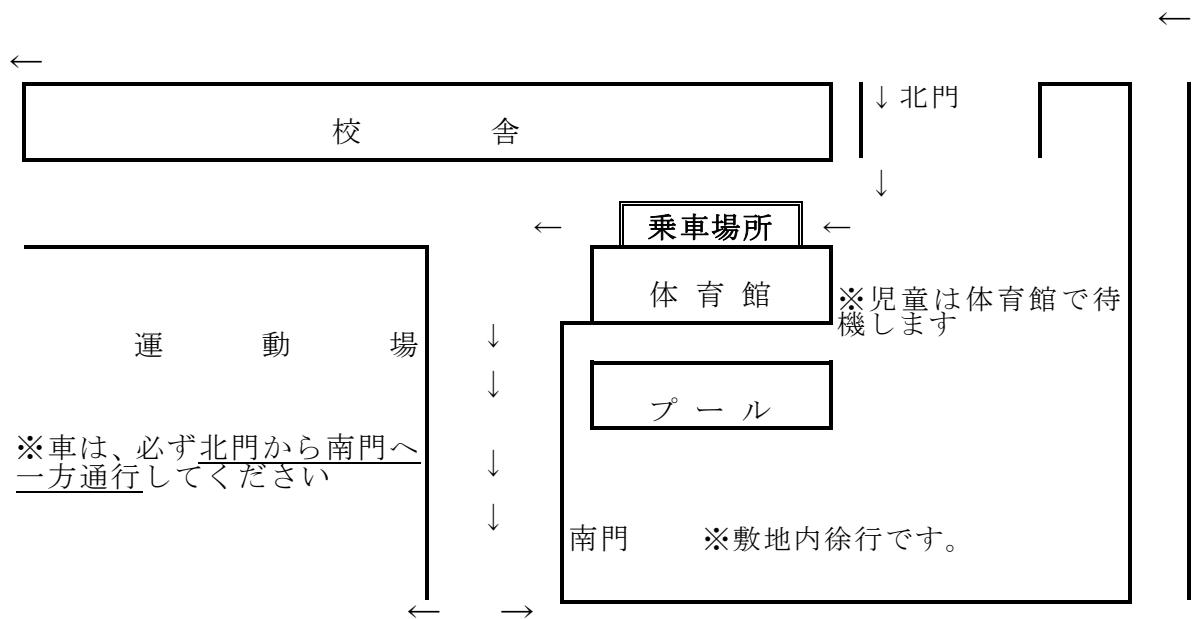 ←
←
↓北門
校舎
↓
← 乗車場所 ←
体育館
※児童は体育館で待
機します
運動場
↓
↓
プール
※車は、必ず北門から南門へ
一方通行してください
↓
↓
南門 ※敷地内徐行です。
← →